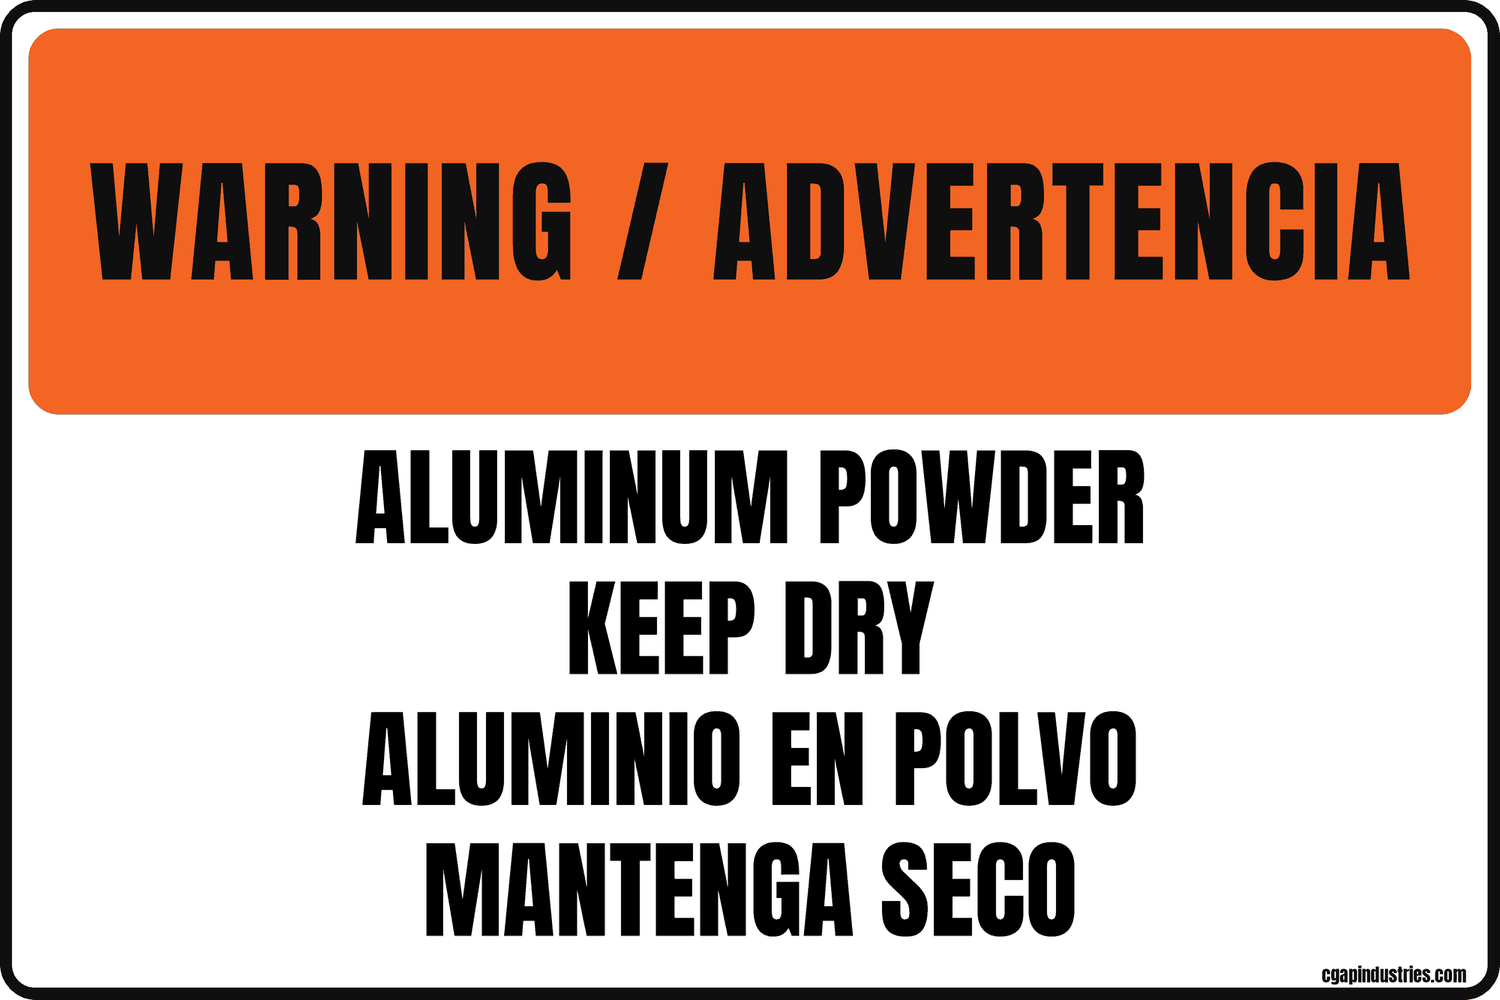 WARNING / ADVERTENCIA
ALUMINUM POWDER
KEEP DRY
ALUMINIO EN POLVO
MANTENGA SECO
cgapindustries.com